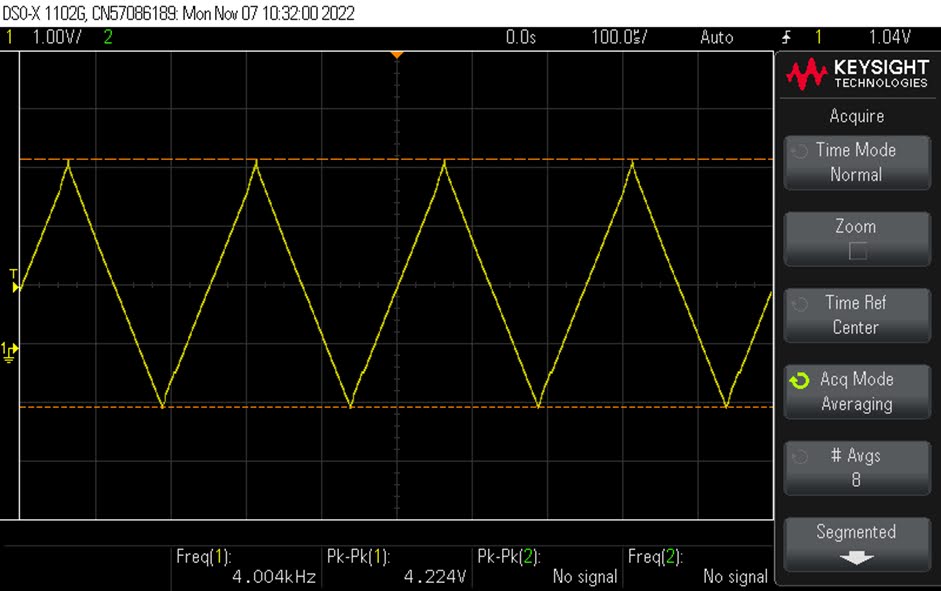 DSO-X 1102G, CN57086189: Mon Nov 07 10:32:00 2022
1 1.00V/ 2 0.0s 100.0µs/ Auto 1 1.04V
KEYSIGHT
TECHNOLOGIES
Acquire
Time Mode
Normal
Zoom
Time Ref
Center
Acq Mode
Averaging
# Avgs
8
Segmented
T
1
Freq(1): Pk-Pk(1): Pk-Pk(2): Freq(2):
4.004kHz 4.224V No signal No signal